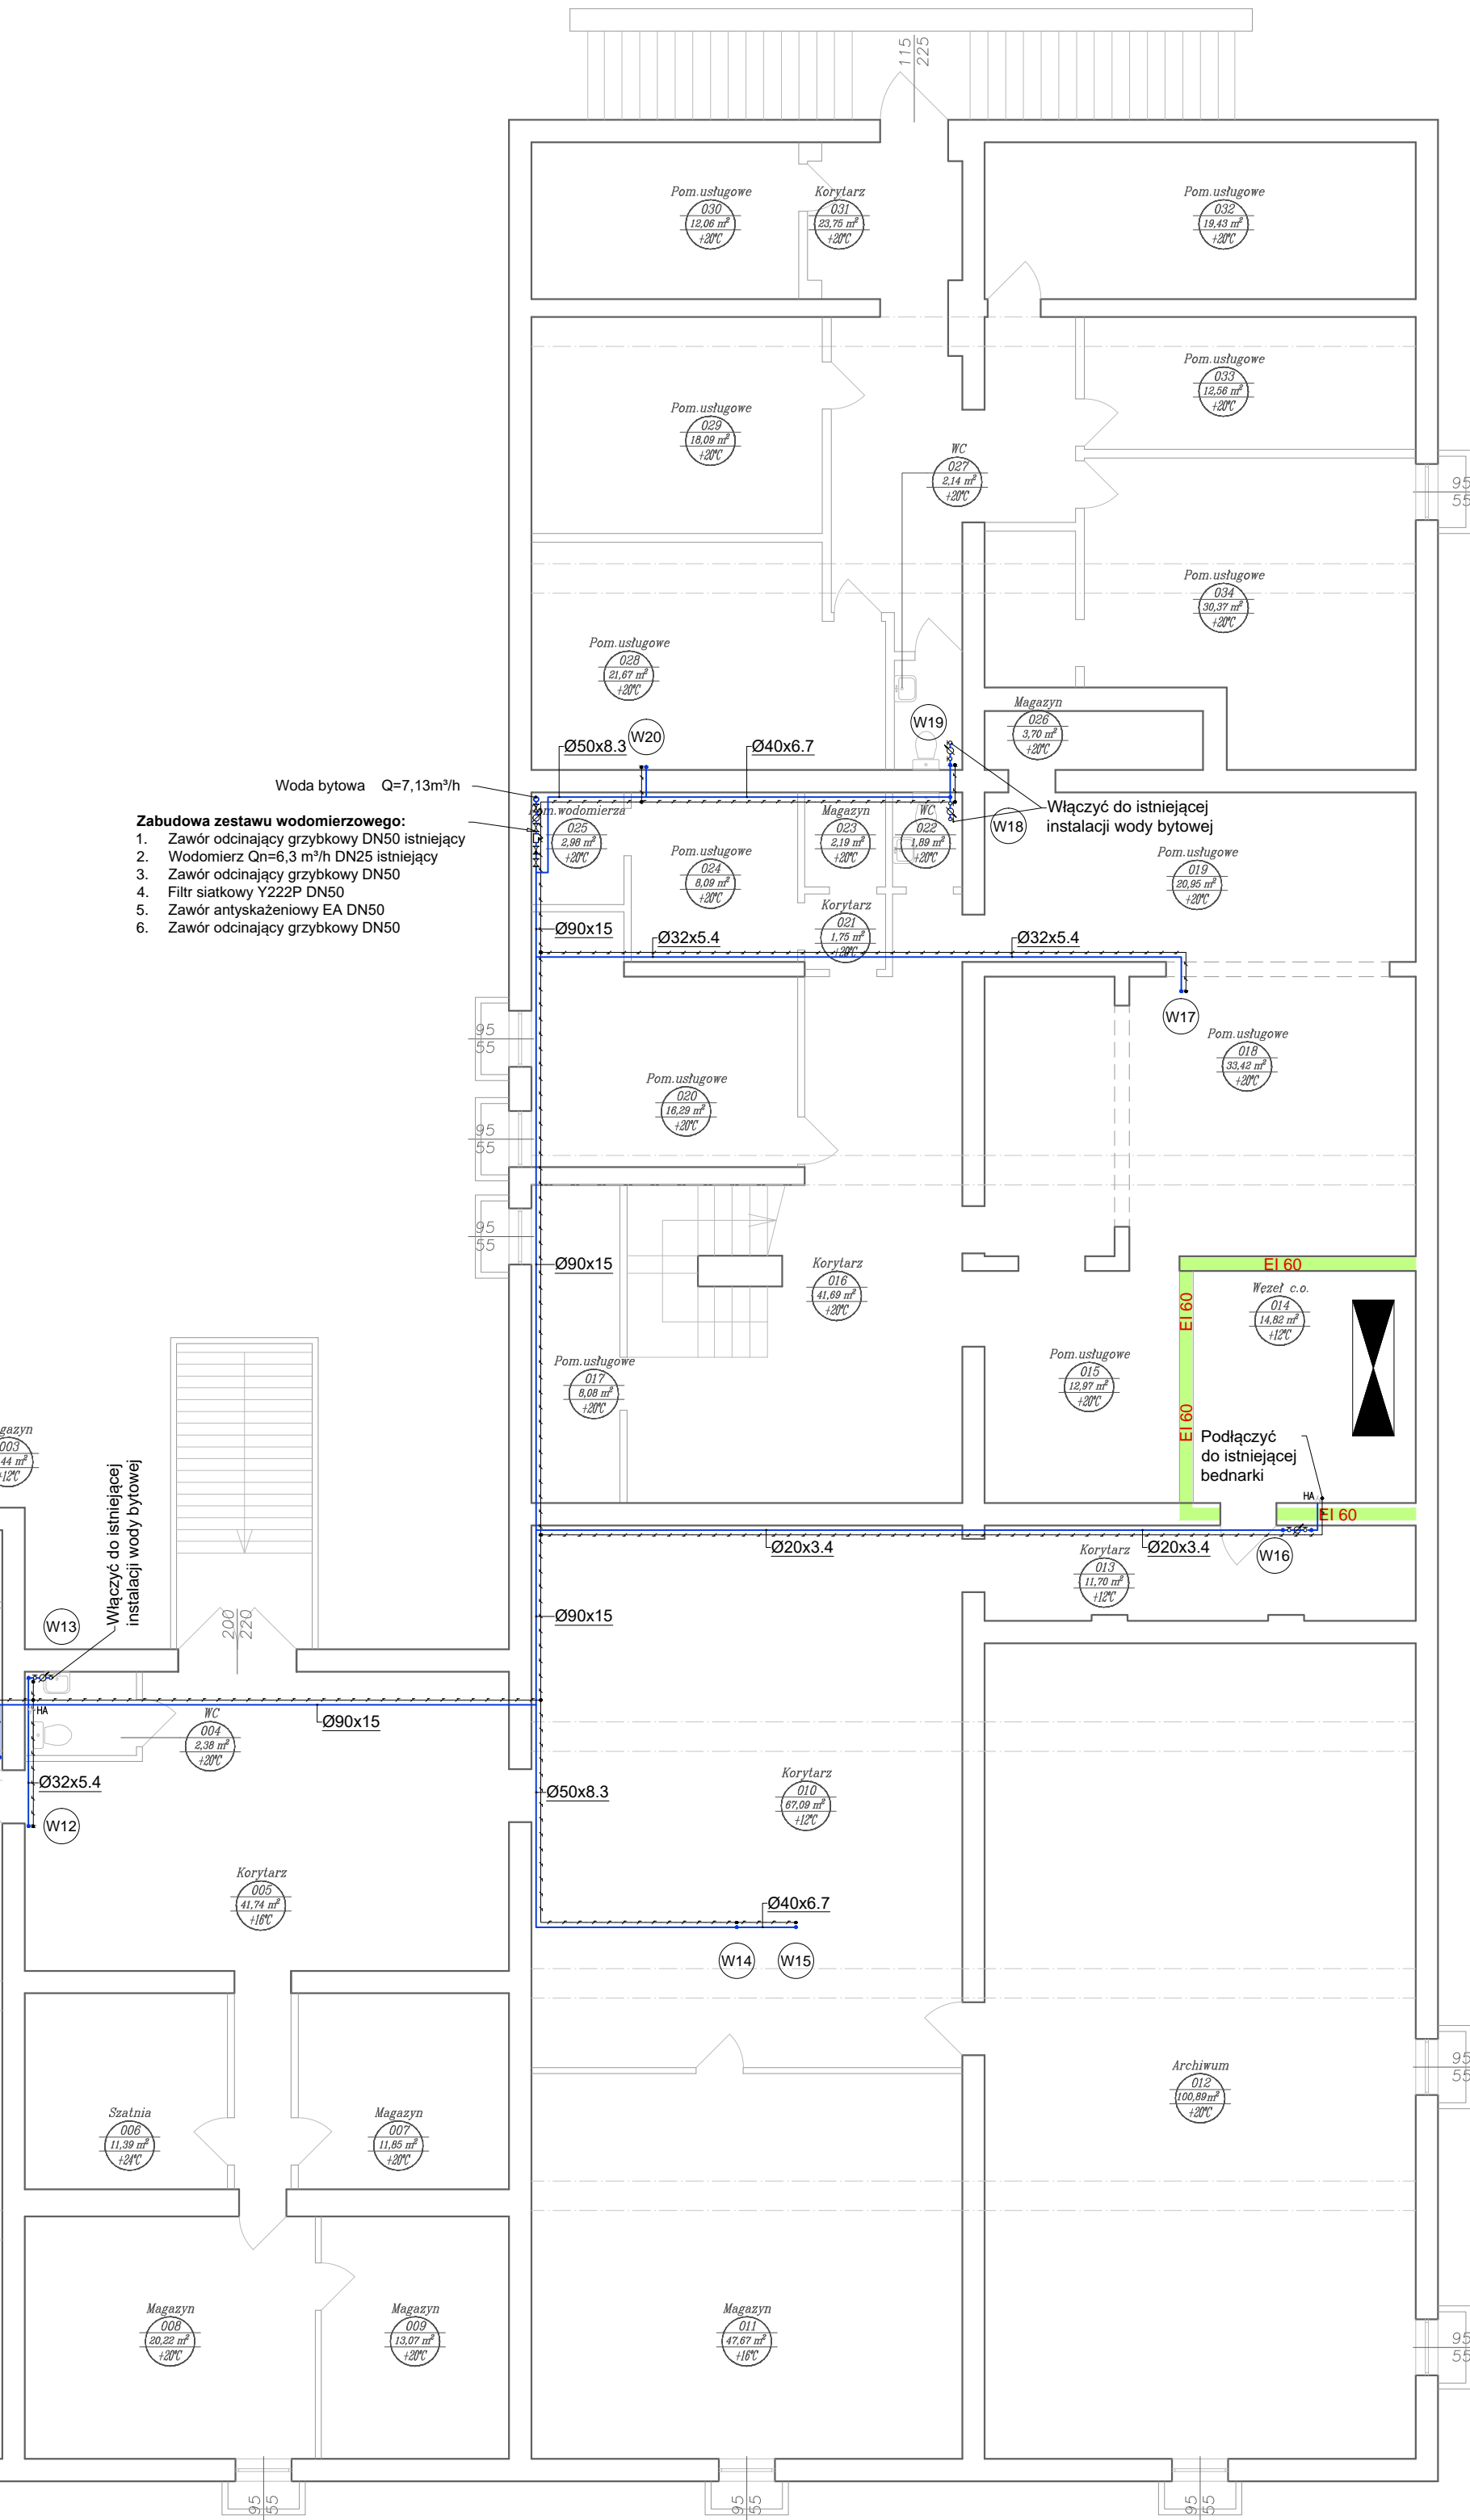 115
225
Pom.usługowe
030
12,06 m²
+20°C
Korytarz
031
23,75 m²
+20°C
Pom.usługowe
032
19,43 m²
+20°C
Pom.usługowe
033
12,56 m²
+20°C
Pom.usługowe
029
18,09 m²
+20°C
WC
027
2,14 m²
+20°C
95
55
Pom.usługowe
034
30,37 m²
+20°C
Pom.usługowe
028
21,67 m²
+20°C
Magazyn
026
3,70 m²
+20°C
W19
W20
Ø50x8.3
Ø40x6.7
Woda bytowa Q=7,13m³/h
Zabudowa zestawu wodomierzowego:
1. Zawór odcinający grzybkowy DN50 istniejący
2. Wodomierz Qn=6,3 m³/h DN25 istniejący
3. Zawór odcinający grzybkowy DN50
4. Filtr siatkowy Y222P DN50
5. Zawór antyskażeniowy EA DN50
6. Zawór odcinający grzybkowy DN50
Pom.wodomierza
025
2,98 m²
+20°C
Magazyn
023
2,19 m²
+20°C
WC
022
1,89 m²
+20°C
W18
Włączyć do istniejącej
instalacji wody bytowej
Pom.usługowe
024
8,09 m²
+20°C
Pom.usługowe
019
20,95 m²
+20°C
Korytarz
021
1,75 m²
+20°C
Ø90x15
Ø32x5.4
Ø32x5.4
W17
95
55
Pom.usługowe
018
33,42 m²
+20°C
Pom.usługowe
020
16,29 m²
+20°C
95
55
95
55
Ø90x15
Korytarz
016
41,69 m²
+20°C
EI 60
Węzeł c.o.
014
14,82 m²
+12°C
EI 60
Pom.usługowe
017
8,08 m²
+20°C
Pom.usługowe
015
12,97 m²
+20°C
EI 60
Podłączyć
do istniejącej
bednarki
HA
EI 60
gazyn
003
44 m²
+12°C
Włączyć do istniejącej
instalacji wody bytowej
Ø20x3.4
Ø20x3.4
W16
Korytarz
013
11,70 m²
+12°C
W13
200
220
Ø90x15
HA
WC
004
2,38 m²
+20°C
Ø90x15
Ø32x5.4
W12
Ø50x8.3
Korytarz
010
67,09 m²
+12°C
Korytarz
005
41,74 m²
+16°C
Ø40x6.7
W14
W15
95
55
Archiwum
012
100,89m²
+20°C
Szatnia
006
11,39 m²
+24°C
Magazyn
007
11,85 m²
+20°C
Magazyn
008
20,22 m²
+20°C
Magazyn
009
13,07 m²
+20°C
Magazyn
011
47,67 m²
+16°C
95
55
95
55
95
55
95
55